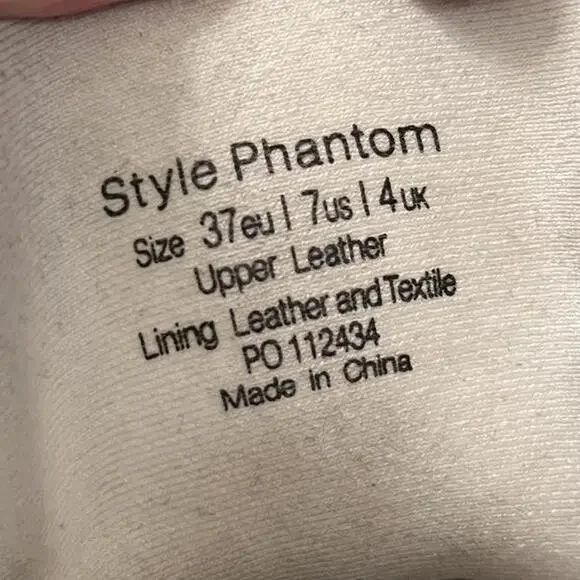 Style Phantom
Size 37eu | 7us | 4uk
Upper Leather
Lining Leather and Textile
PO 112434
Made in China